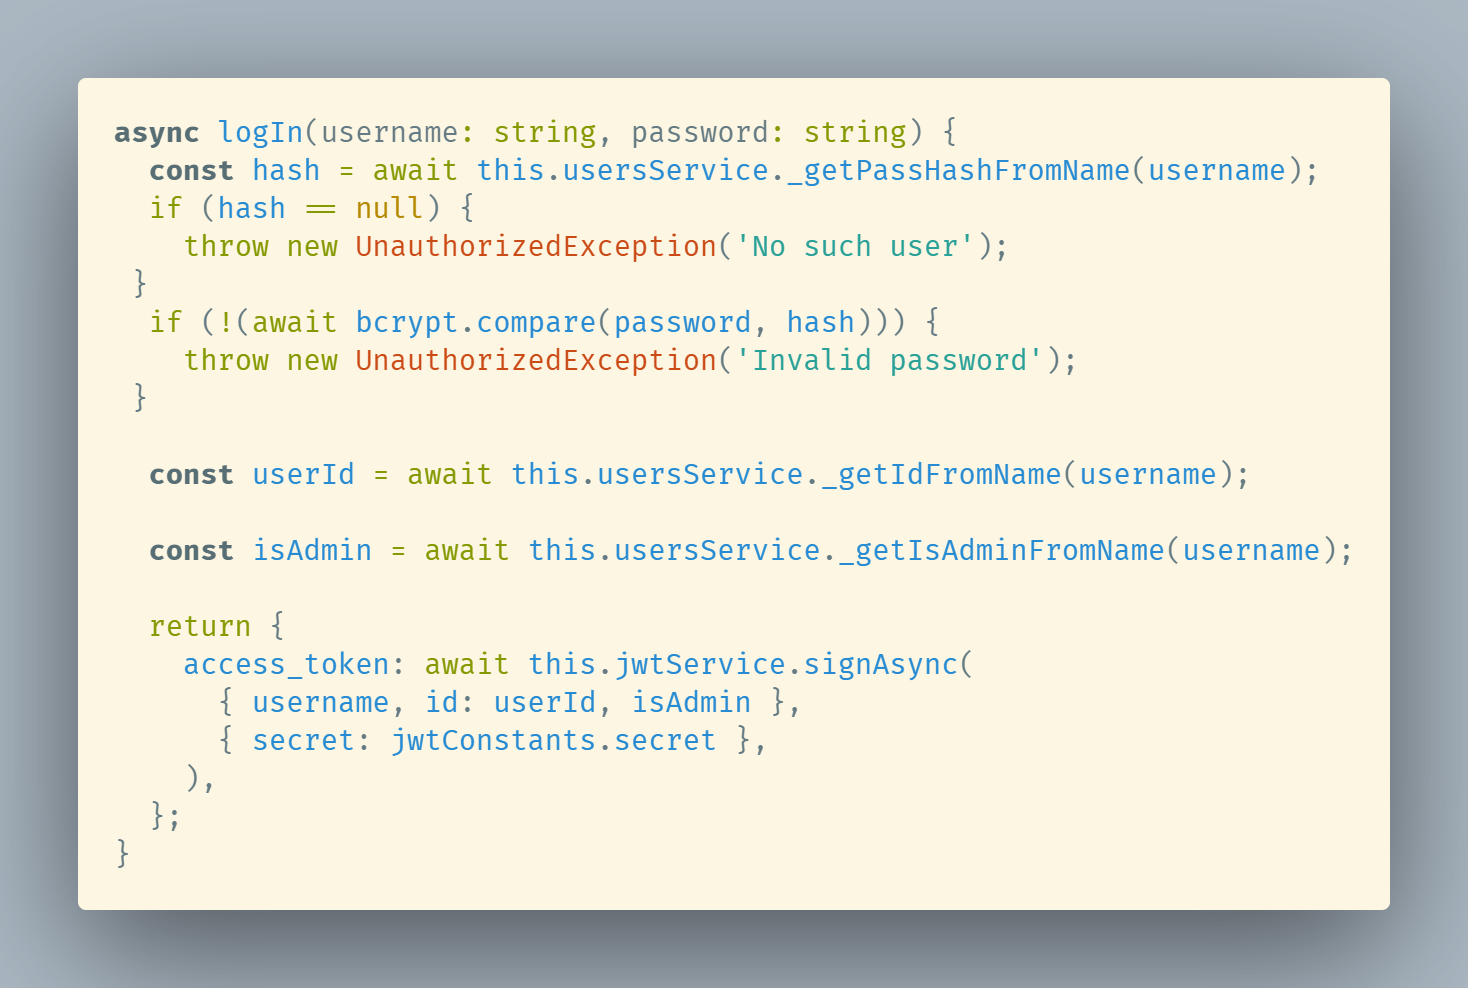 async logIn(username: string, password: string) {
  const hash = await this.usersService._getPassHashFromName(username);
  if (hash == null) {
    throw new UnauthorizedException('No such user');
 }
  if (!(await bcrypt.compare(password, hash))) {
    throw new UnauthorizedException('Invalid password');
 }

  const userId = await this.usersService._getIdFromName(username);

  const isAdmin = await this.usersService._getIsAdminFromName(username);

  return {
    access_token: await this.jwtService.signAsync(
      { username, id: userId, isAdmin },
      { secret: jwtConstants.secret },
    ),
  };
}